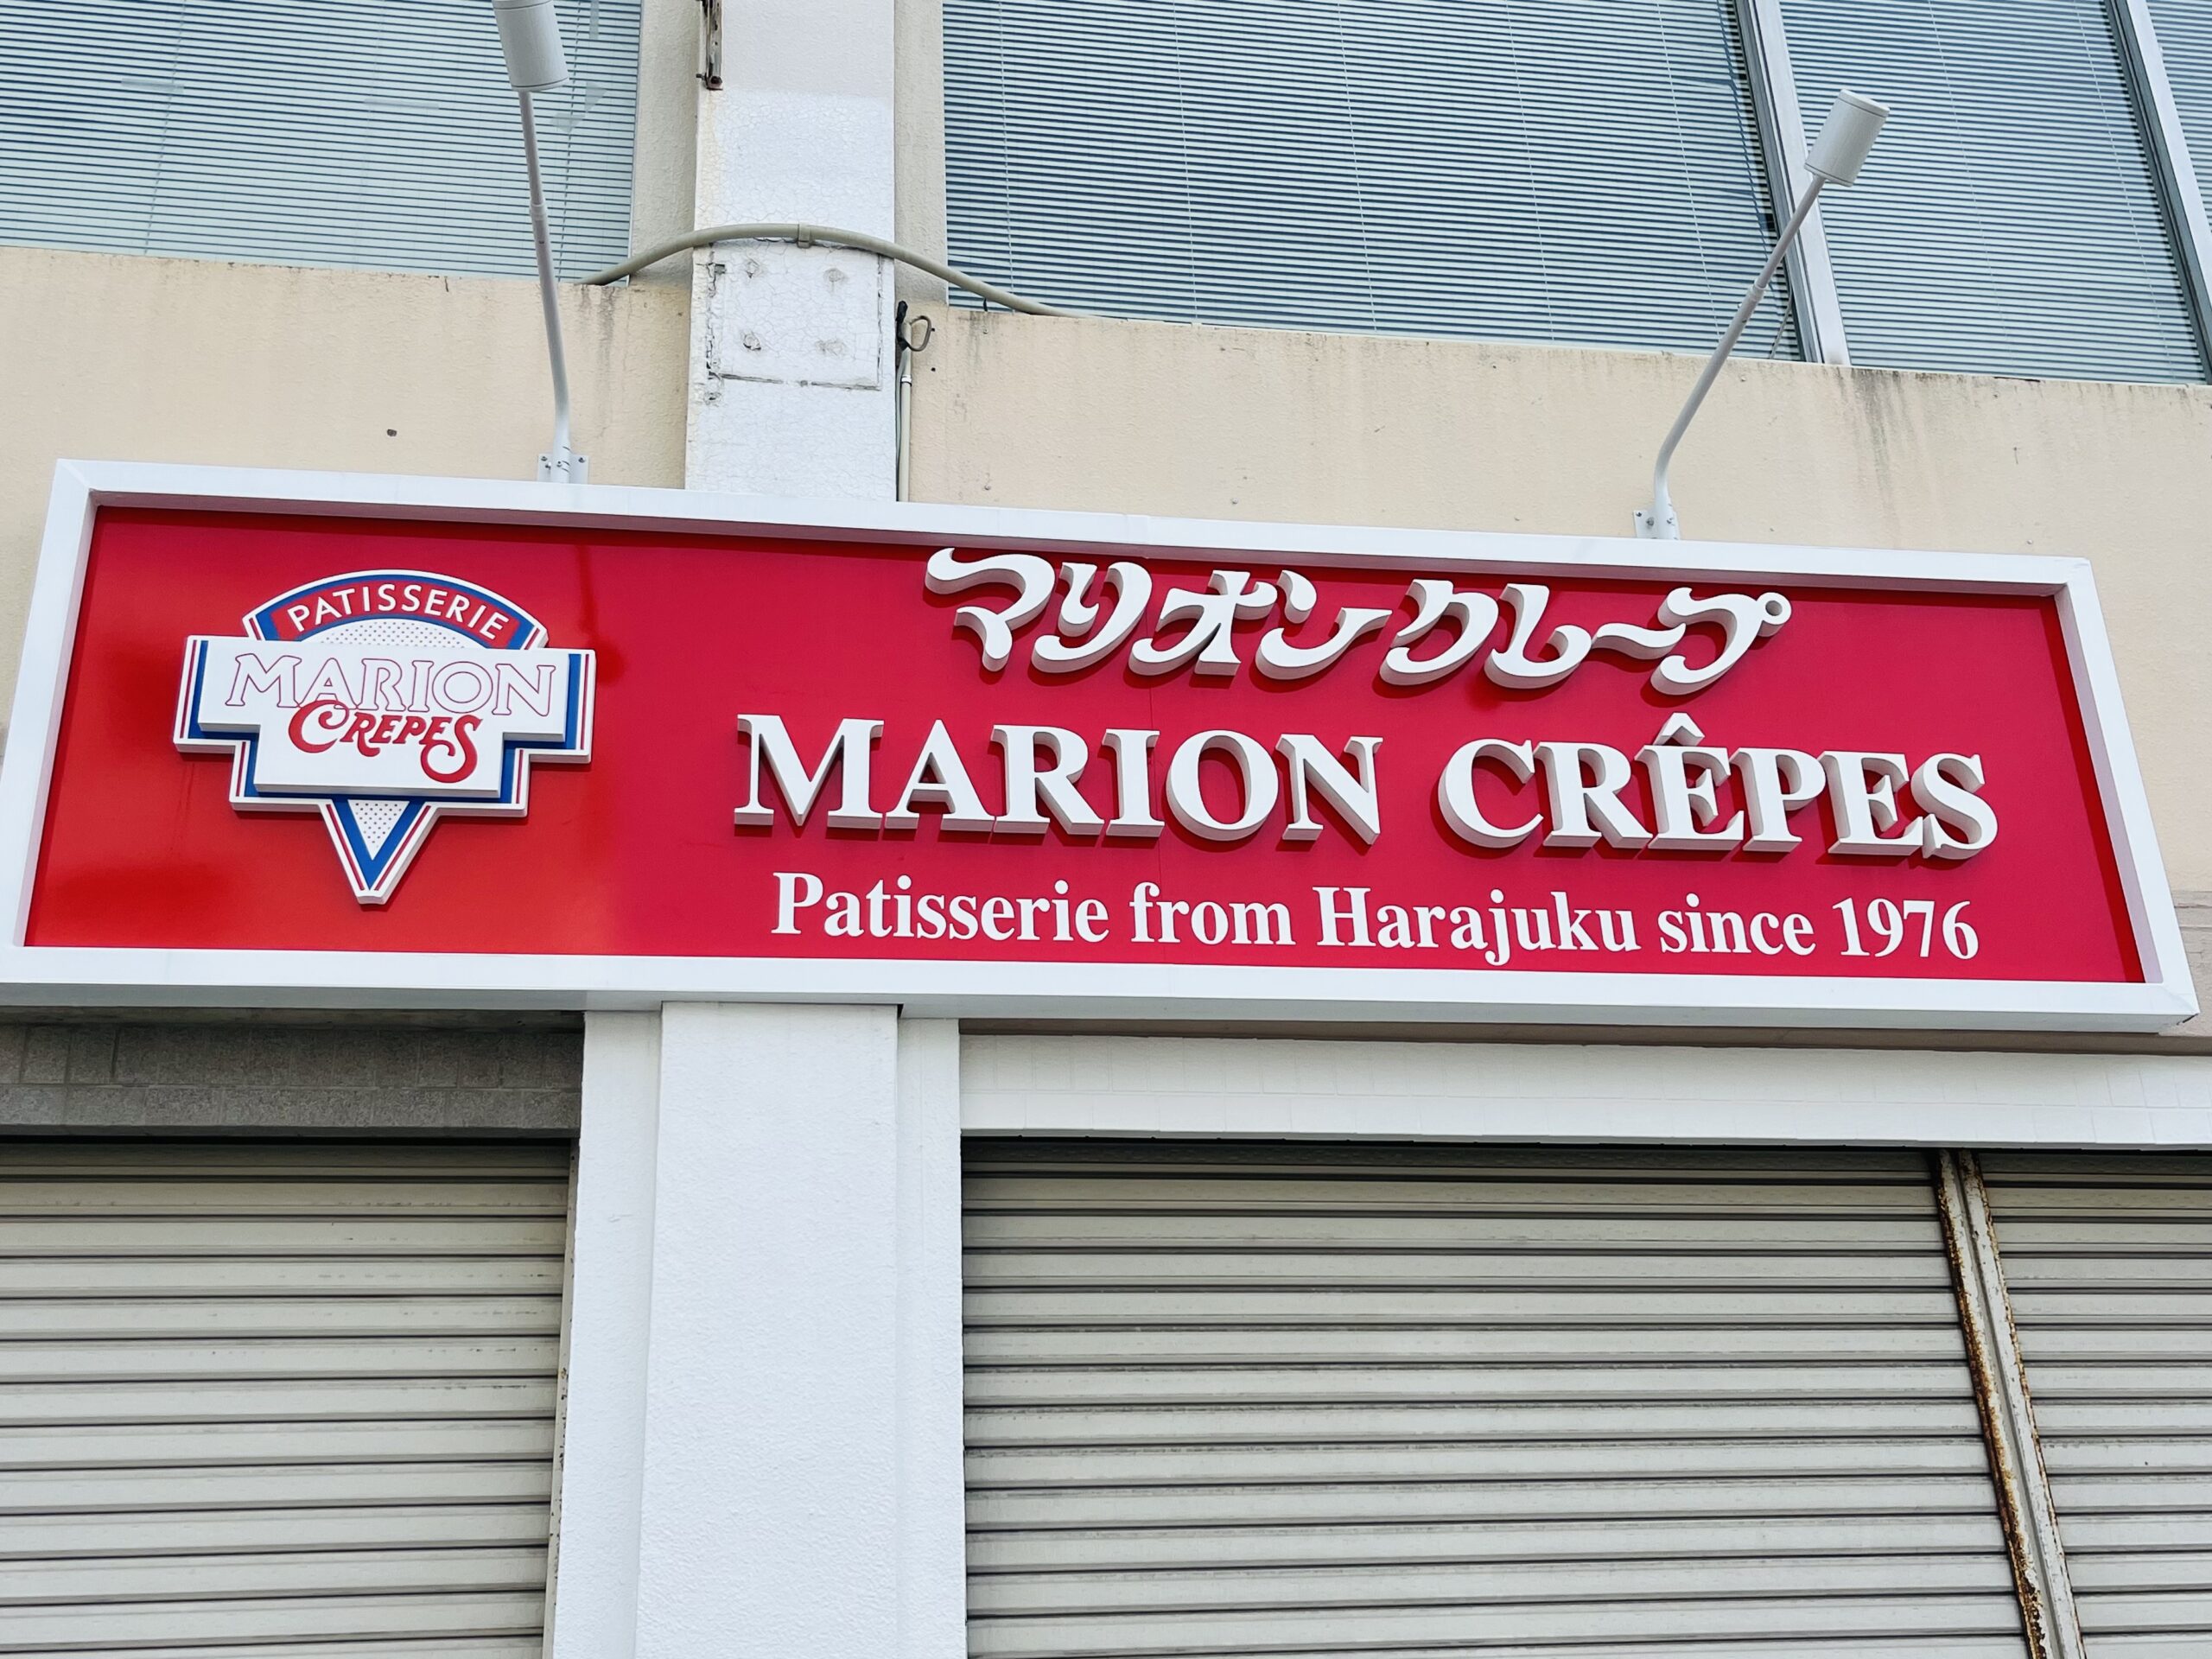 PATISSERIE
MARION
CREPES
マリオンクレープ
MARION CRÊPES
Patisserie from Harajuku since 1976